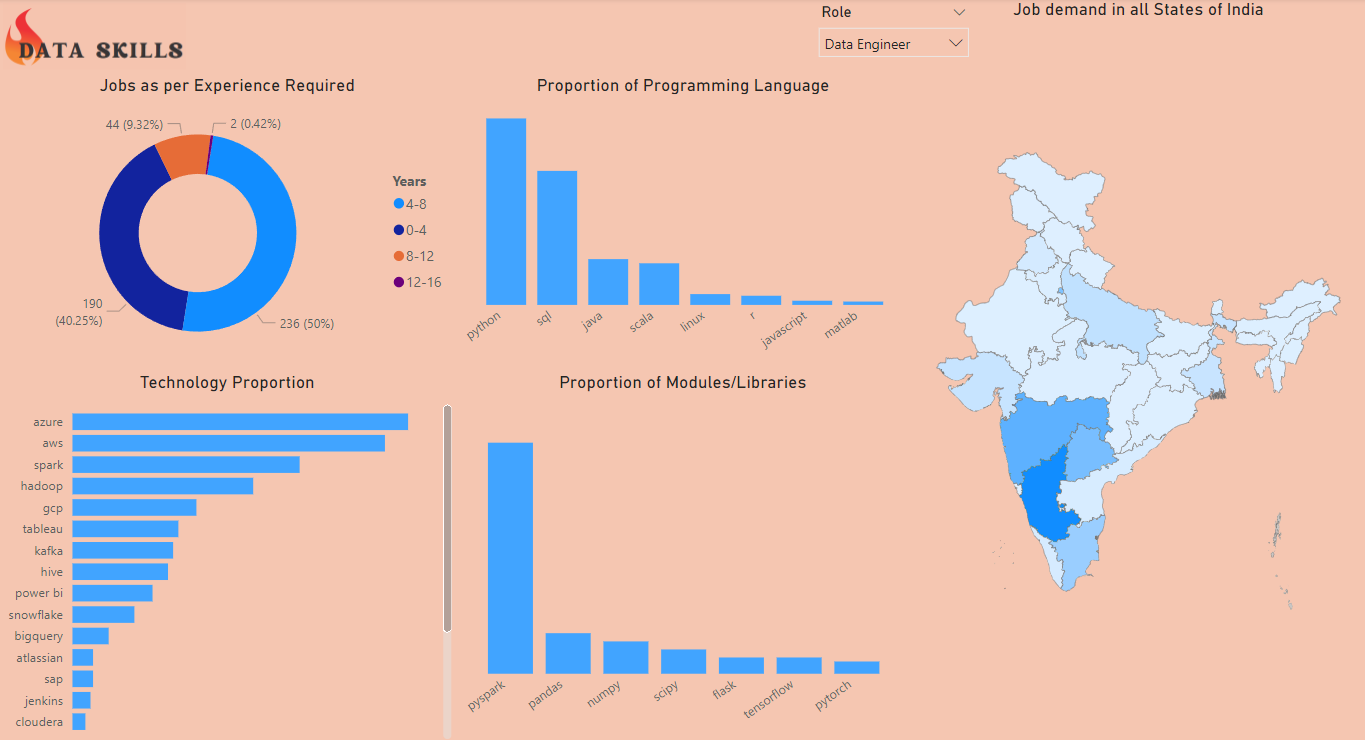 DATA SKILLS
Role
Data Engineer
Job demand in all States of India
Jobs as per Experience Required
44 (9.32%)
2 (0.42%)
190
(40.25%)
236 (50%)
Years
4-8
0-4
8-12
12-16
Proportion of Programming Language
python
sql
java
scala
linux
r
javascript
matlab
Technology Proportion
azure
aws
spark
hadoop
gcp
tableau
kafka
hive
power bi
snowflake
bigquery
atlassian
sap
jenkins
cloudera
Proportion of Modules/Libraries
pyspark
pandas
numpy
scipy
flask
tensorflow
pytorch